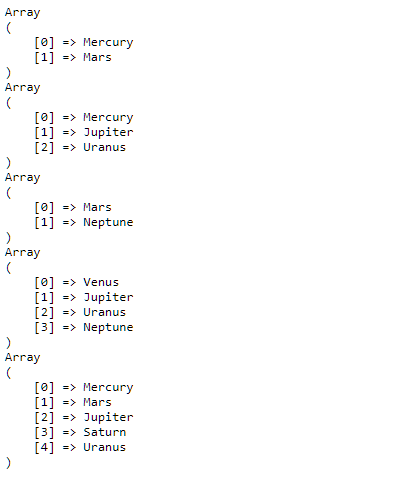 Array
(
    [0] => Mercury
    [1] => Mars
)
Array
(
    [0] => Mercury
    [1] => Jupiter
    [2] => Uranus
)
Array
(
    [0] => Mars
    [1] => Neptune
)
Array
(
    [0] => Venus
    [1] => Jupiter
    [2] => Uranus
    [3] => Neptune
)
Array
(
    [0] => Mercury
    [1] => Mars
    [2] => Jupiter
    [3] => Saturn
    [4] => Uranus
)